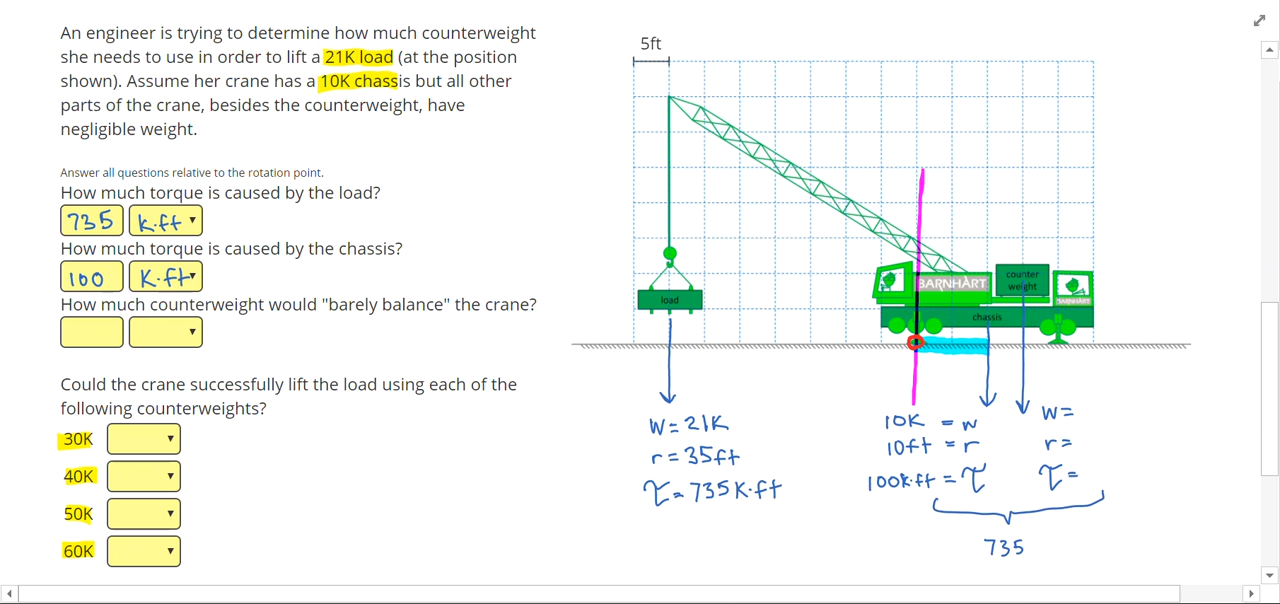 An engineer is trying to determine how much counterweight
she needs to use in order to lift a 21K load (at the position
shown). Assume her crane has a 10K chassis but all other
parts of the crane, besides the counterweight, have
negligible weight.
Answer all questions relative to the rotation point.
How much torque is caused by the load?
735 K·ft
How much torque is caused by the chassis?
100 K·ft
How much counterweight would "barely balance" the crane?
Could the crane successfully lift the load using each of the
following counterweights?
30K
40K
50K
60K
5ft
load
BARNHART
counter
weight
BARNHART
chassis
W = 21K
r = 35ft
τ = 735 K·ft
10K = w
10ft = r
100K·ft = τ
W =
r =
τ =
735